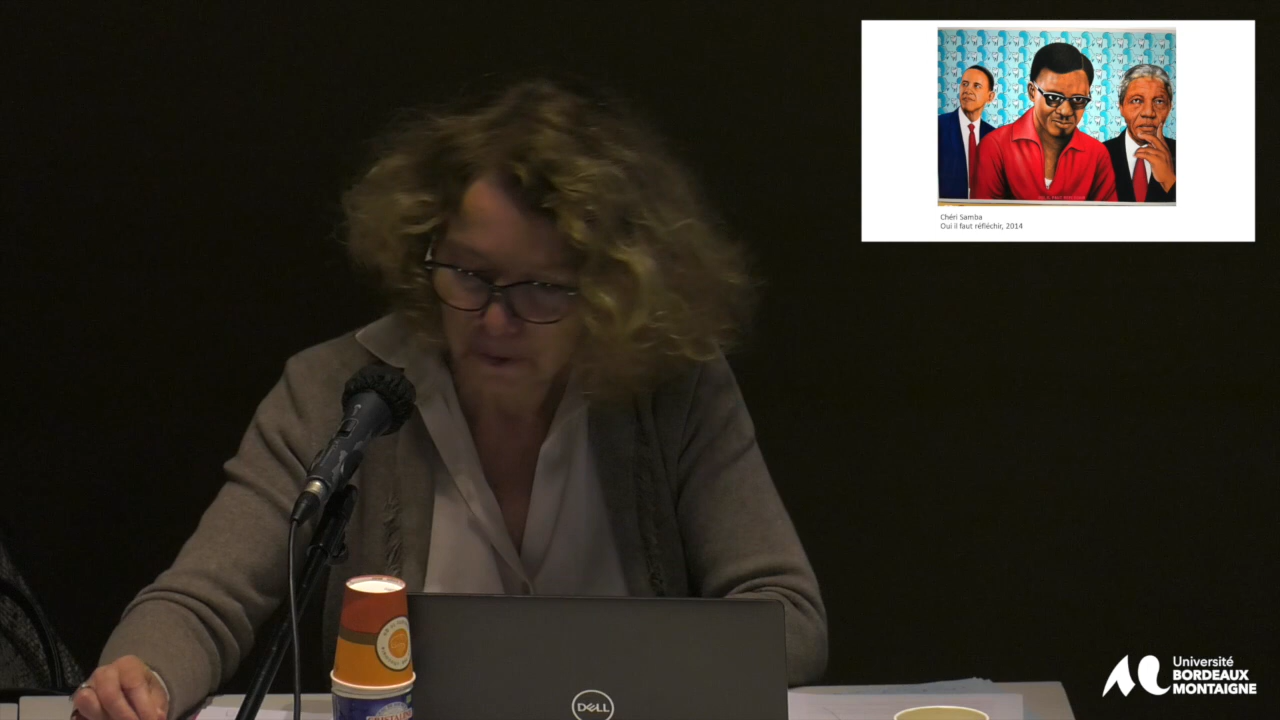 Chéri Samba
Oui il faut réfléchir, 2014
DELL
Université
BORDEAUX
MONTAIGNE